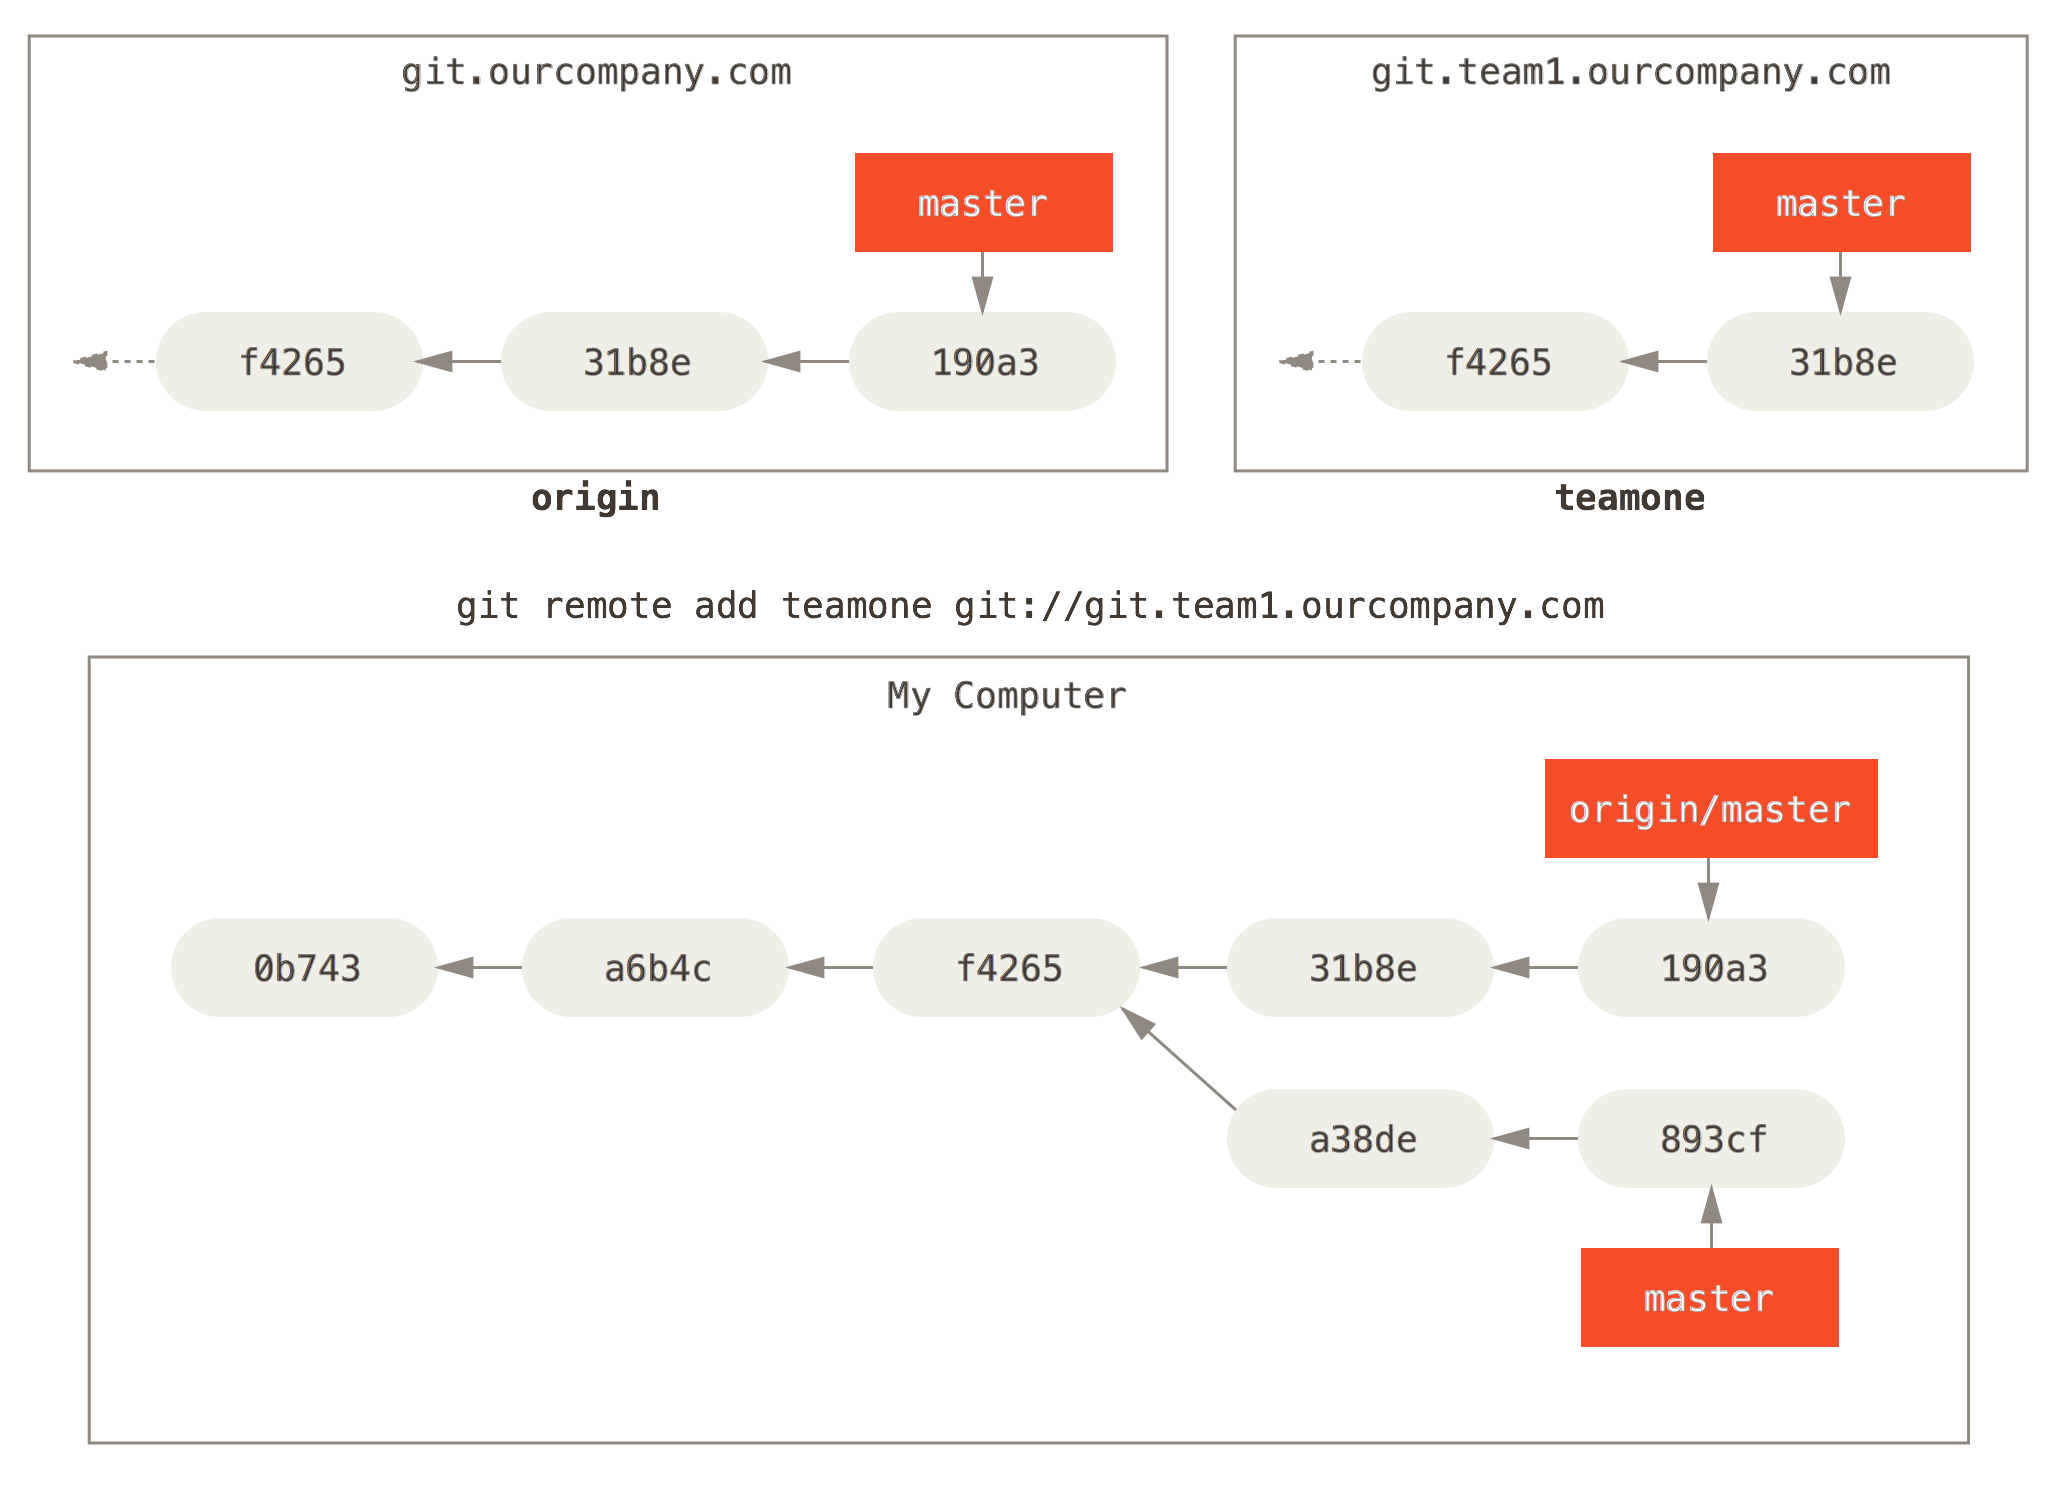 git.ourcompany.com
master
f4265
31b8e
190a3
origin
git.team1.ourcompany.com
master
f4265
31b8e
teamone
git remote add teamone git://git.team1.ourcompany.com
My Computer
origin/master
0b743
a6b4c
f4265
31b8e
190a3
a38de
893cf
master